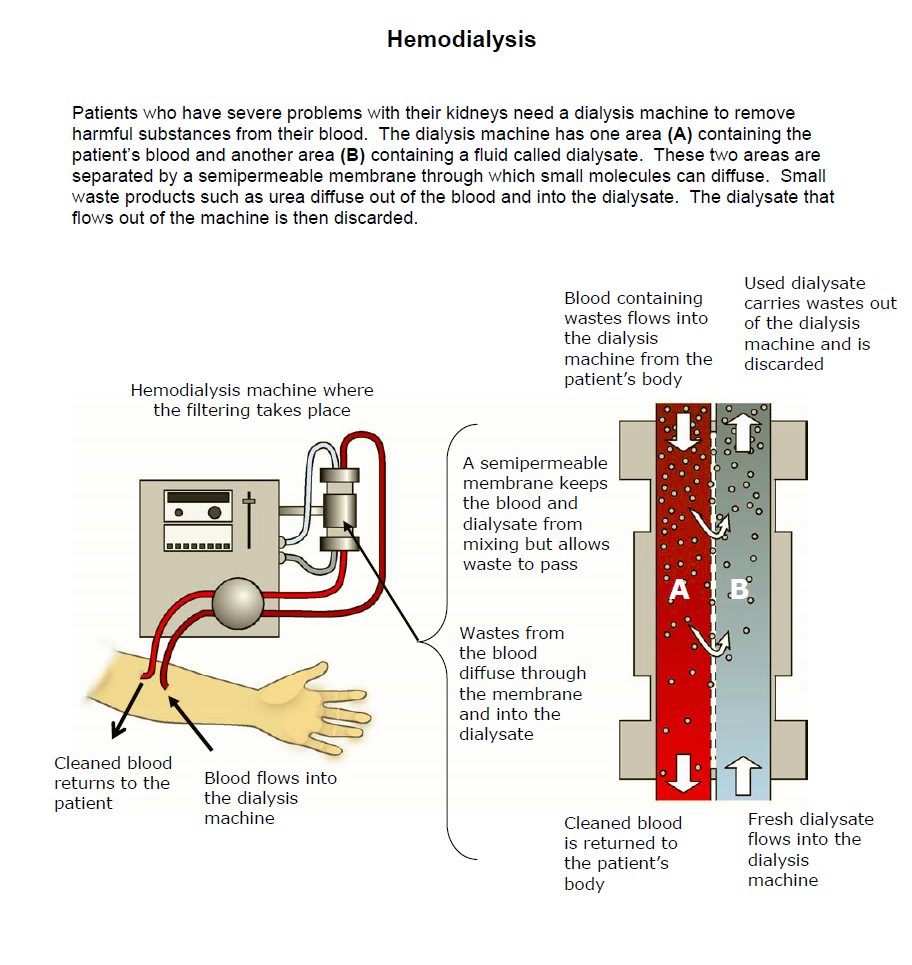 Hemodialysis
Patients who have severe problems with their kidneys need a dialysis machine to remove
harmful substances from their blood.  The dialysis machine has one area (A) containing the
patient's blood and another area (B) containing a fluid called dialysate.  These two areas are
separated by a semipermeable membrane through which small molecules can diffuse.  Small
waste products such as urea diffuse out of the blood and into the dialysate.  The dialysate that
flows out of the machine is then discarded.
Blood containing
wastes flows into
the dialysis
machine from the
patient's body
Used dialysate
carries wastes out
of the dialysis
machine and is
discarded
Hemodialysis machine where
the filtering takes place
A semipermeable
membrane keeps
the blood and
dialysate from
mixing but allows
waste to pass
A
B
Wastes from
the blood
diffuse through
the membrane
and into the
dialysate
Cleaned blood
returns to the
patient
Blood flows into
the dialysis
machine
Cleaned blood
is returned to
the patient's
body
Fresh dialysate
flows into the
dialysis
machine